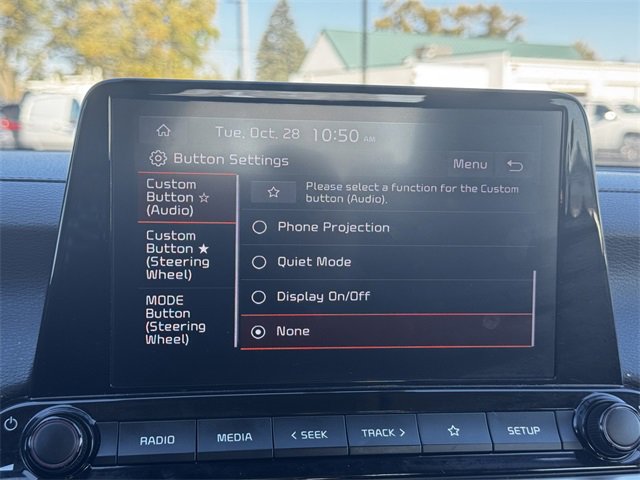 Tue, Oct. 28 10:50 AM
Button Settings
Menu
Custom
Button ☆
(Audio)
Custom
Button ★
(Steering
Wheel)
MODE
Button
(Steering
Wheel)
☆ Please select a function for the Custom
button (Audio).
Phone Projection
Quiet Mode
Display On/Off
None
RADIO
MEDIA
< SEEK
TRACK >
☆
SETUP